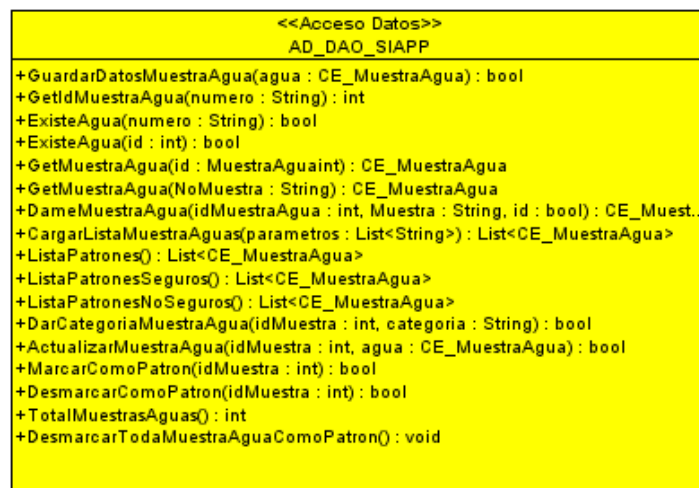 <<Acceso Datos>>
AD_DAO_SIAPP
+GuardarDatosMuestraAgua(agua : CE_MuestraAgua) : bool
+GetIdMuestraAgua(numero : String) : int
+ExisteAgua(numero : String) : bool
+ExisteAgua(id : int) : bool
+GetMuestraAgua(id : MuestraAguaint) : CE_MuestraAgua
+GetMuestraAgua(NoMuestra : String) : CE_MuestraAgua
+DameMuestraAgua(idMuestraAgua : int, Muestra : String, id : bool) : CE_Muest...
+CargarListaMuestraAguas(parametros : List<String>) : List<CE_MuestraAgua>
+ListaPatrones() : List<CE_MuestraAgua>
+ListaPatronesSeguros() : List<CE_MuestraAgua>
+ListaPatronesNoSeguros() : List<CE_MuestraAgua>
+DarCategoriaMuestraAgua(idMuestra : int, categoria : String) : bool
+ActualizarMuestraAgua(idMuestra : int, agua : CE_MuestraAgua) : bool
+MarcarComoPatron(idMuestra : int) : bool
+DesmarcarComoPatron(idMuestra : int) : bool
+TotalMuestrasAguas() : int
+DesmarcarTodaMuestraAguaComoPatron() : void